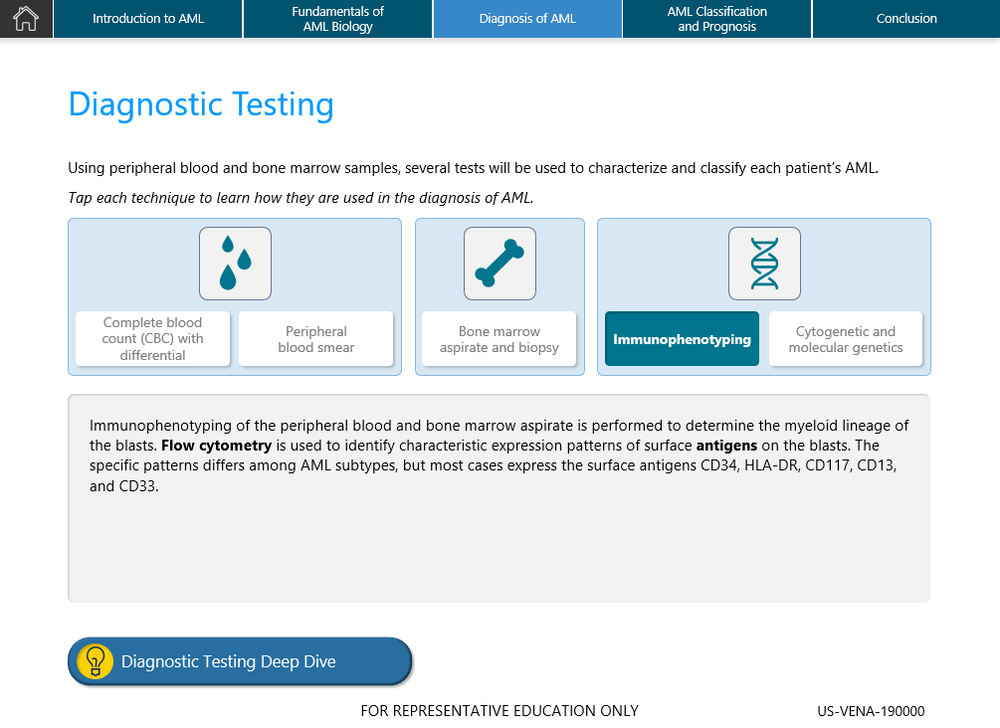 Introduction to AML
Fundamentals of
AML Biology
Diagnosis of AML
AML Classification
and Prognosis
Conclusion
Diagnostic Testing
Using peripheral blood and bone marrow samples, several tests will be used to characterize and classify each patient’s AML.
Tap each technique to learn how they are used in the diagnosis of AML.
Complete blood
count (CBC) with
differential
Peripheral
blood smear
Bone marrow
aspirate and biopsy
Immunophenotyping
Cytogenetic and
molecular genetics
Immunophenotyping of the peripheral blood and bone marrow aspirate is performed to determine the myeloid lineage of
the blasts. Flow cytometry is used to identify characteristic expression patterns of surface antigens on the blasts. The
specific patterns differs among AML subtypes, but most cases express the surface antigens CD34, HLA-DR, CD117, CD13,
and CD33.
Diagnostic Testing Deep Dive
FOR REPRESENTATIVE EDUCATION ONLY
US-VENA-190000